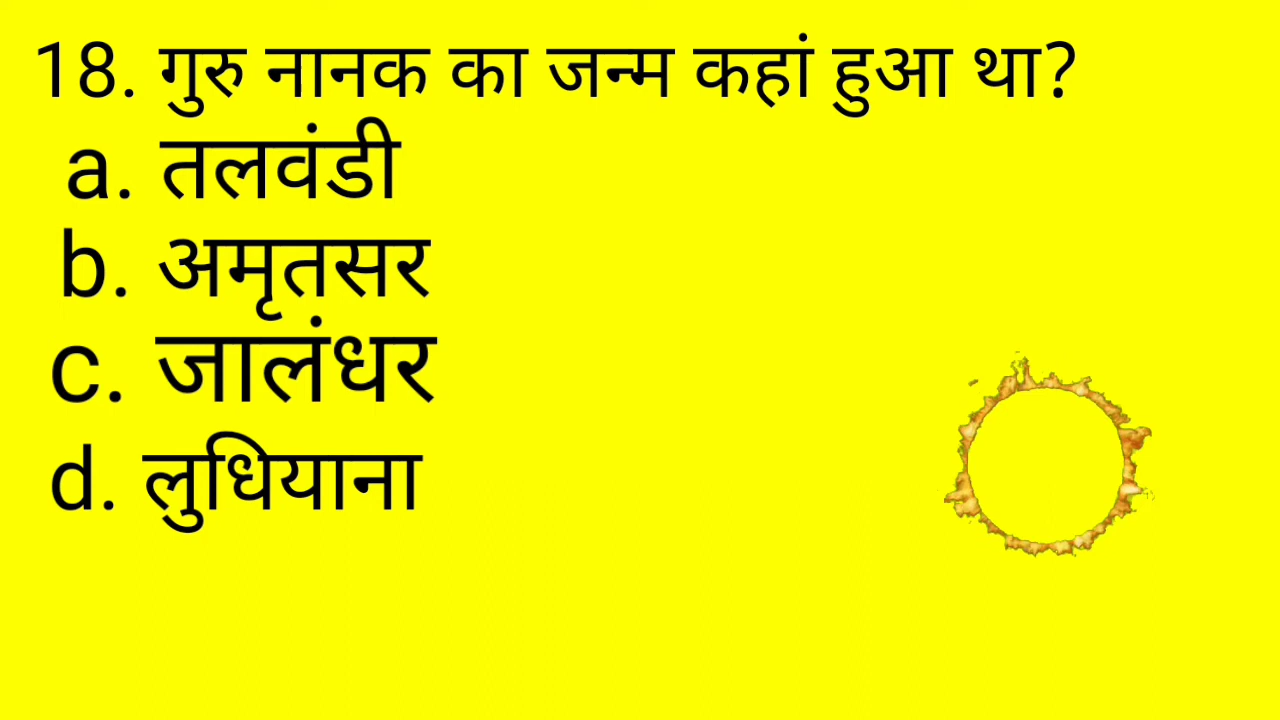 18. गुरु नानक का जन्म कहां हुआ था?
a. तलवंडी
b. अमृतसर
c. जालंधर
d. लुधियाना